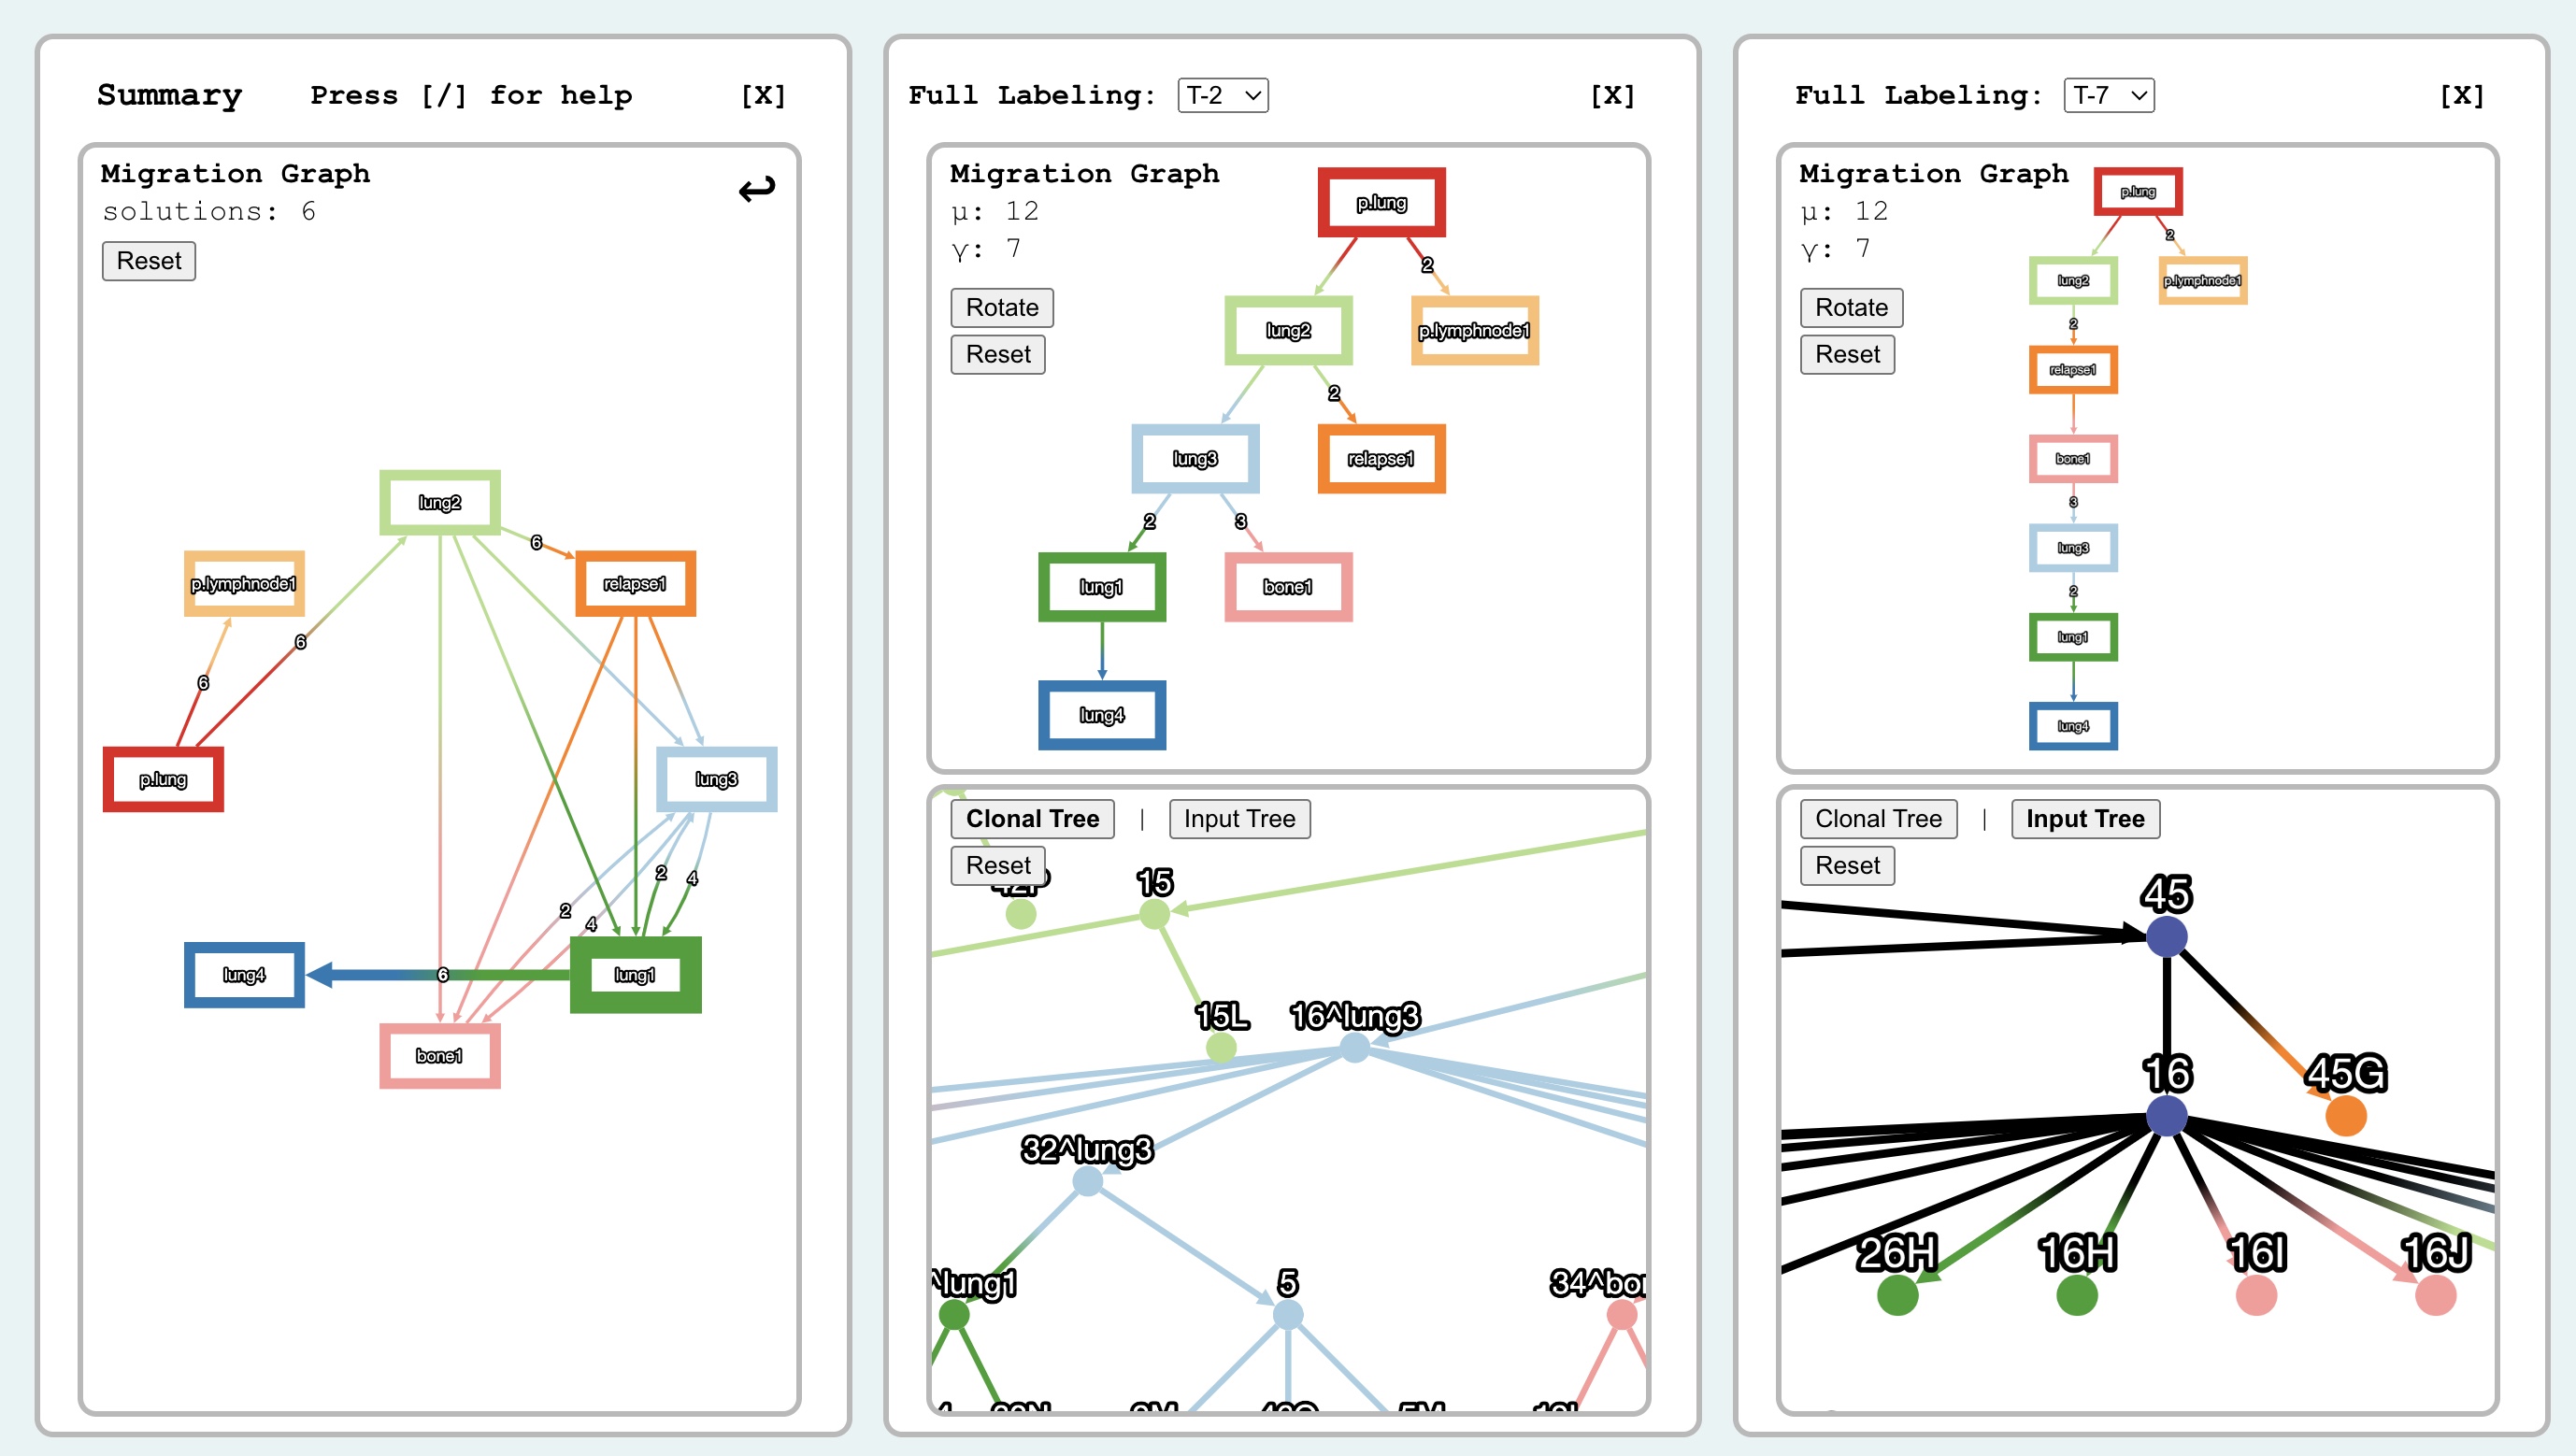 Summary Press [/] for help [X]
Migration Graph
solutions: 6
Reset
lung2
6
p.lymphnode1
relapse1
6
6
p.lung
lung3
2
4
2
4
lung4
6
lung1
bone1
Full Labeling: T-2 [X]
Migration Graph
μ: 12
γ: 7
Rotate
Reset
p.lung
2
lung2
p.lymphnode1
2
lung3
relapse1
2
3
lung1
bone1
lung4
Clonal Tree | Input Tree
Reset
15
15L
16^lung3
32^lung3
^lung1
5
Full Labeling: T-7 [X]
Migration Graph
μ: 12
γ: 7
Rotate
Reset
p.lung
2
lung2
p.lymphnode1
2
relapse1
bone1
3
lung3
2
lung1
lung4
Clonal Tree | Input Tree
Reset
45
16
45G
26H
16H
16I
16J